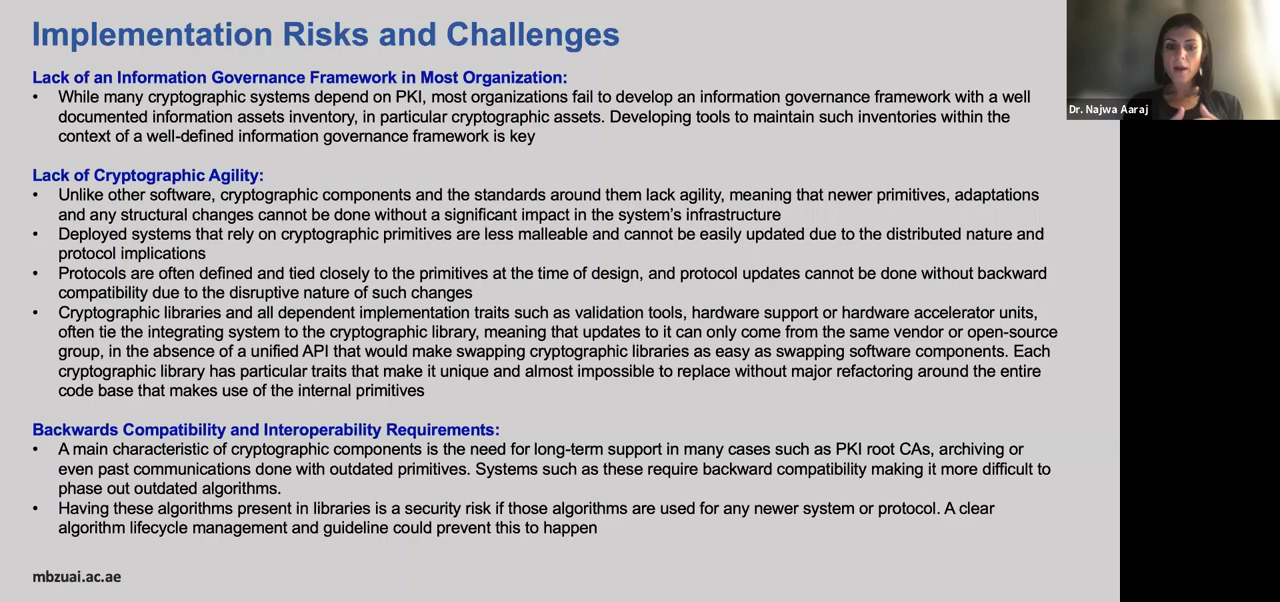 Implementation Risks and Challenges
Dr. Najwa Aaraj
Lack of an Information Governance Framework in Most Organization:
• While many cryptographic systems depend on PKI, most organizations fail to develop an information governance framework with a well
documented information assets inventory, in particular cryptographic assets. Developing tools to maintain such inventories within the
context of a well-defined information governance framework is key
Lack of Cryptographic Agility:
• Unlike other software, cryptographic components and the standards around them lack agility, meaning that newer primitives, adaptations
and any structural changes cannot be done without a significant impact in the system's infrastructure
• Deployed systems that rely on cryptographic primitives are less malleable and cannot be easily updated due to the distributed nature and
protocol implications
• Protocols are often defined and tied closely to the primitives at the time of design, and protocol updates cannot be done without backward
compatibility due to the disruptive nature of such changes
• Cryptographic libraries and all dependent implementation traits such as validation tools, hardware support or hardware accelerator units,
often tie the integrating system to the cryptographic library, meaning that updates to it can only come from the same vendor or open-source
group, in the absence of a unified API that would make swapping cryptographic libraries as easy as swapping software components. Each
cryptographic library has particular traits that make it unique and almost impossible to replace without major refactoring around the entire
code base that makes use of the internal primitives
Backwards Compatibility and Interoperability Requirements:
• A main characteristic of cryptographic components is the need for long-term support in many cases such as PKI root CAs, archiving or
even past communications done with outdated primitives. Systems such as these require backward compatibility making it more difficult to
phase out outdated algorithms.
• Having these algorithms present in libraries is a security risk if those algorithms are used for any newer system or protocol. A clear
algorithm lifecycle management and guideline could prevent this to happen
mbzuai.ac.ae